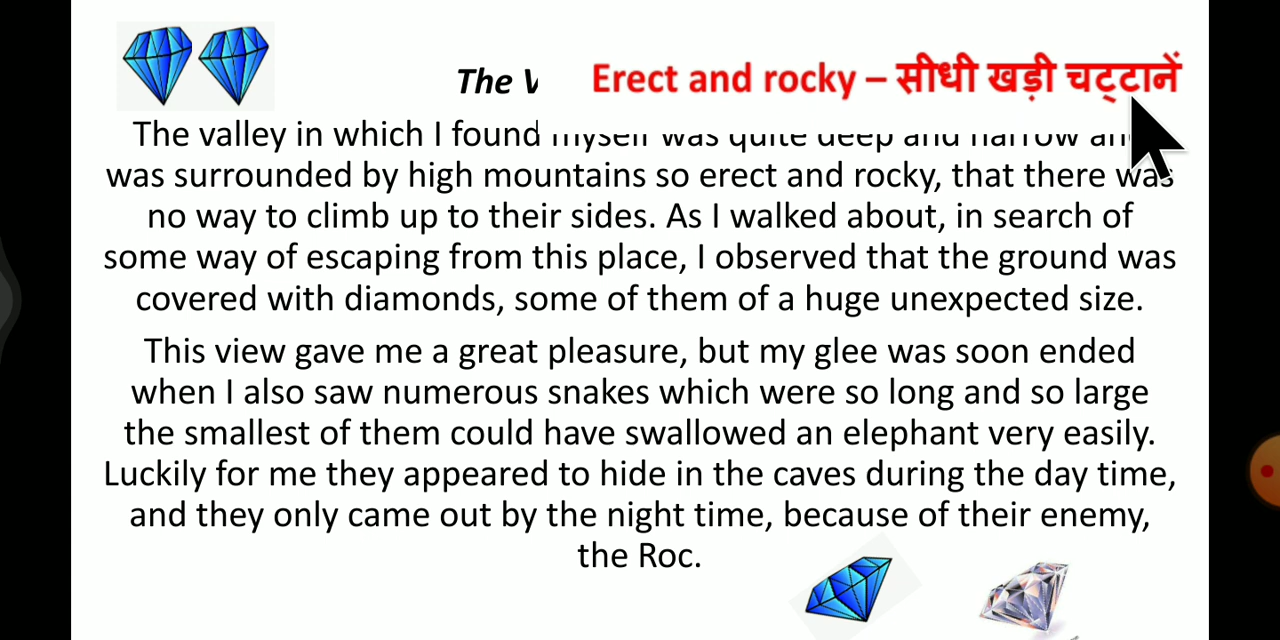 The V
Erect and rocky – सीधी खड़ी चट्टानें
The valley in which I found myself was quite deep and narrow
was surrounded by high mountains so erect and rocky, that there was
no way to climb up to their sides. As I walked about, in search of
some way of escaping from this place, I observed that the ground was
covered with diamonds, some of them of a huge unexpected size.
This view gave me a great pleasure, but my glee was soon ended
when I also saw numerous snakes which were so long and so large
the smallest of them could have swallowed an elephant very easily.
Luckily for me they appeared to hide in the caves during the day time,
and they only came out by the night time, because of their enemy,
the Roc.